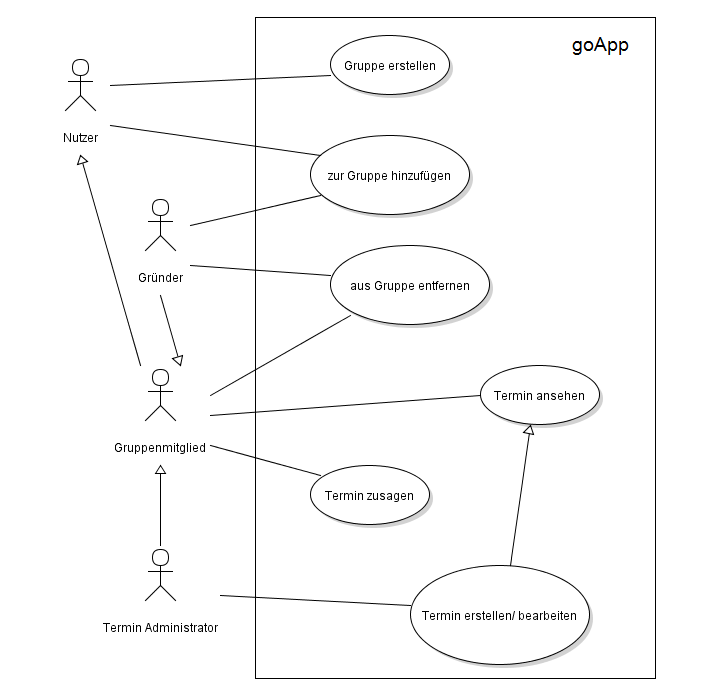 goApp
Gruppe erstellen
Nutzer
zur Gruppe hinzufügen
Gründer
aus Gruppe entfernen
Termin ansehen
Gruppenmitglied
Termin zusagen
Termin erstellen/ bearbeiten
Termin Administrator